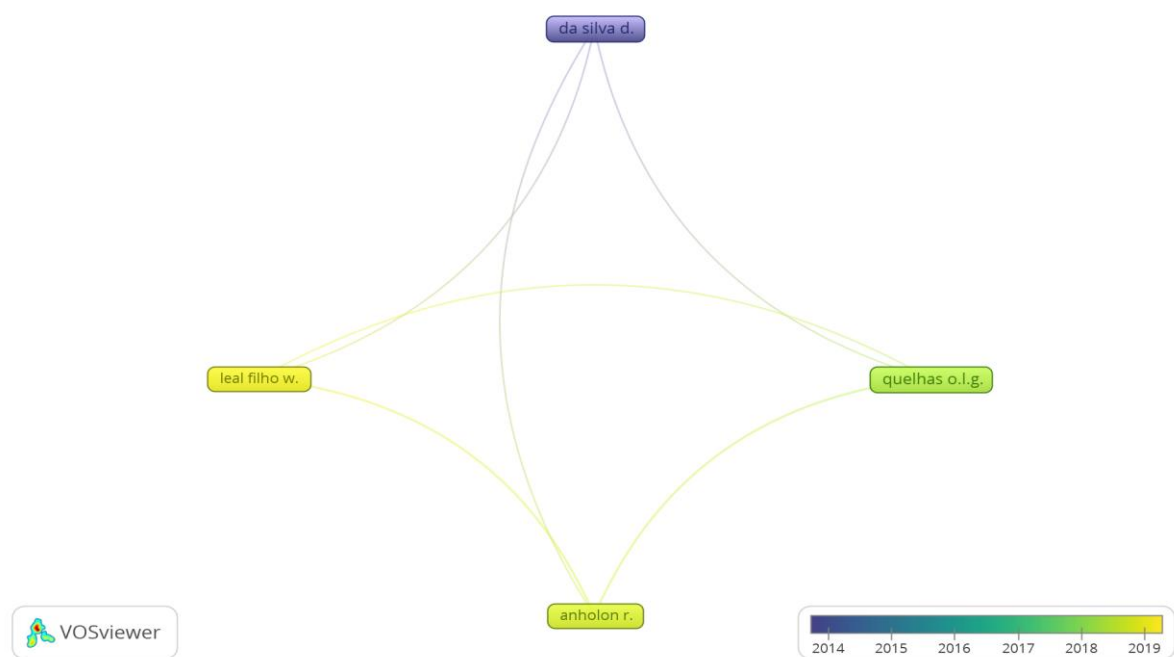 da silva d.
leal filho w.
quelhas o.l.g.
anholon r.
VOSviewer
2014 2015 2016 2017 2018 2019